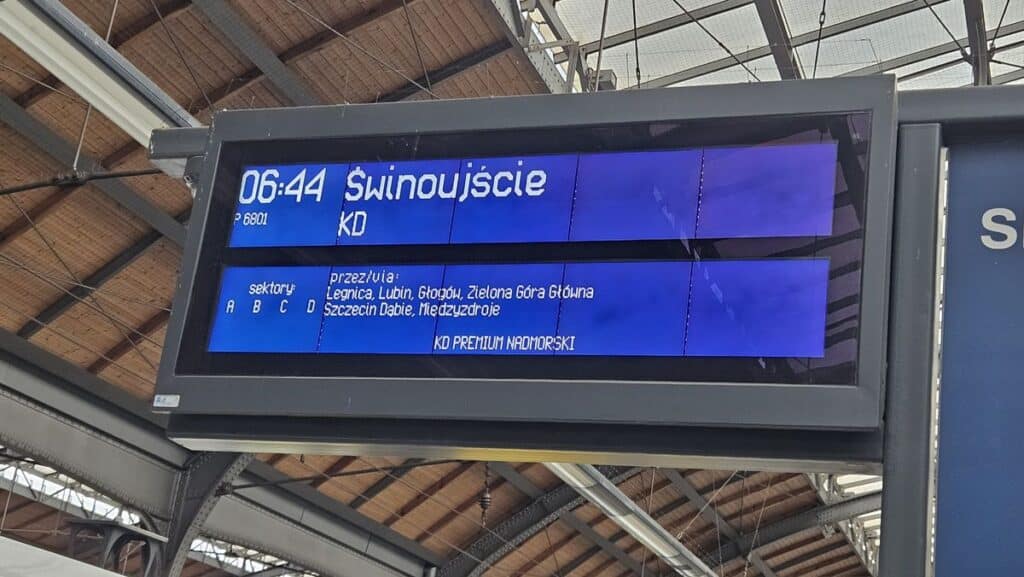 06:44 Świnoujście
P 6801 KD
przez/via:
sektory: Legnica, Lubin, Głogów, Zielona Góra Główna
A B C D Szczecin Dąbie, Międzyzdroje
KD PREMIUM NADMORSKI
S